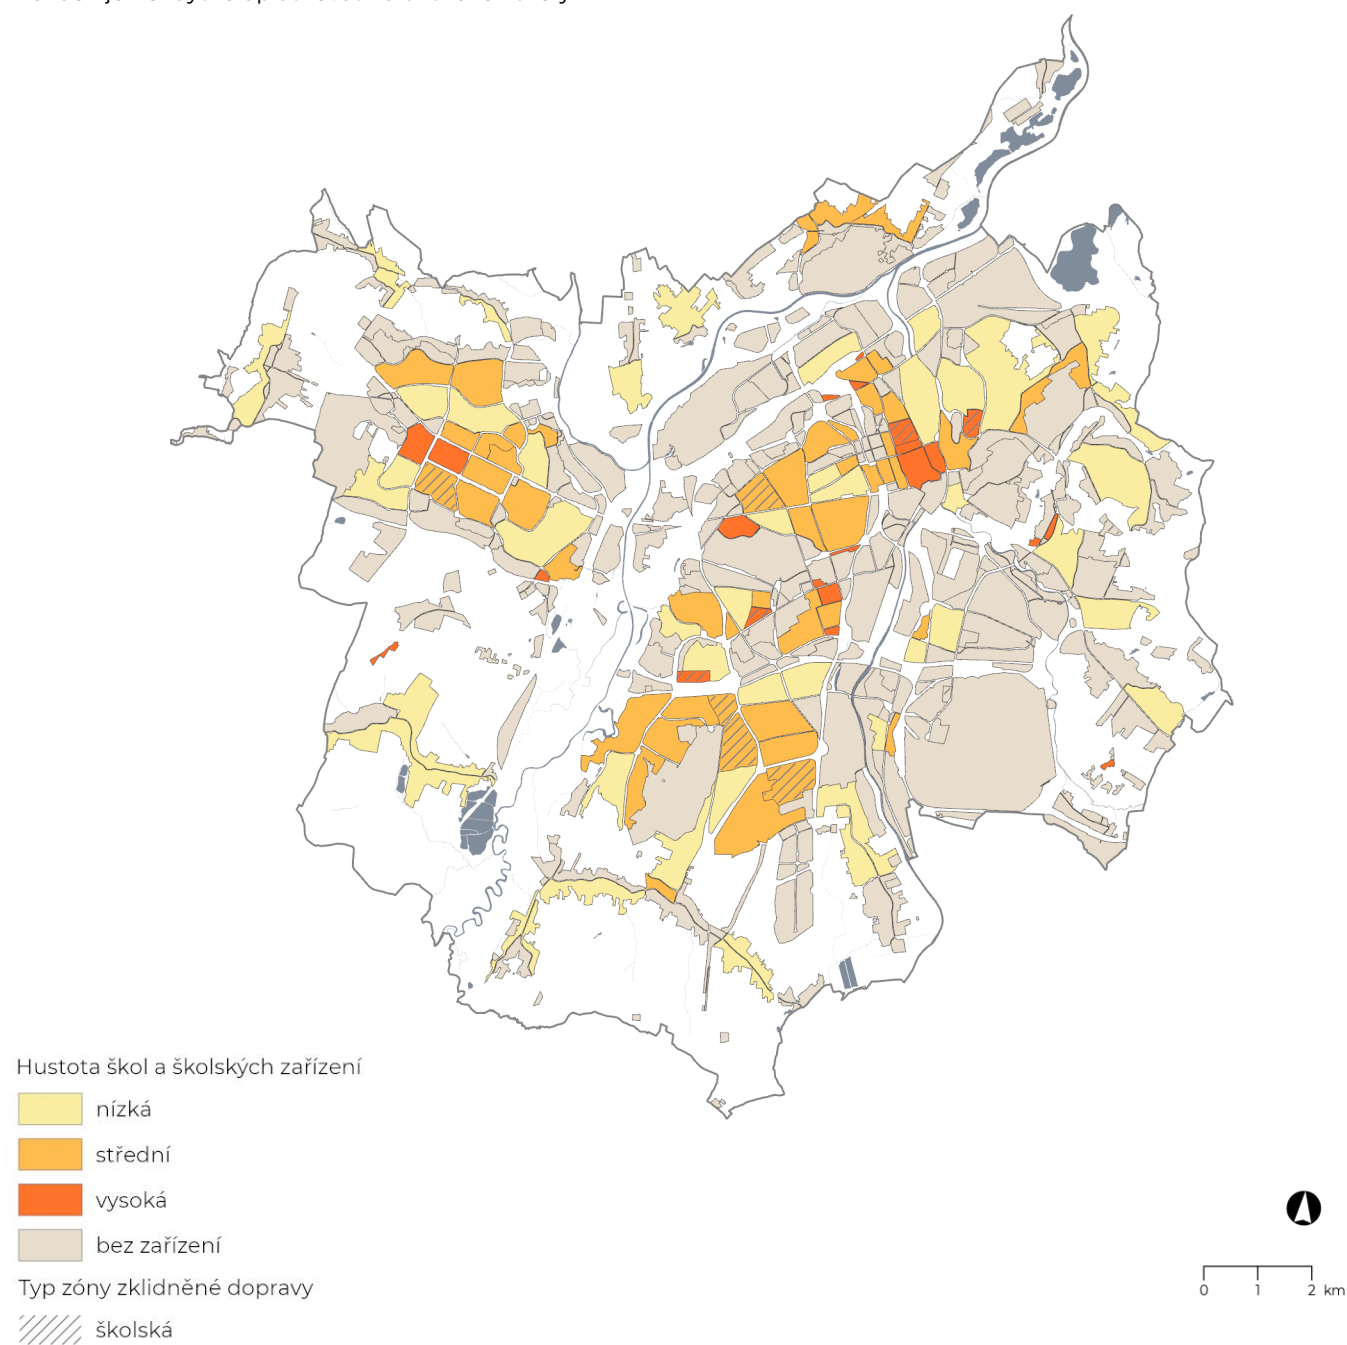 Hustota škol a školských zařízení
nízká
střední
vysoká
bez zařízení
Typ zóny zklidněné dopravy
školská
0 1 2 km